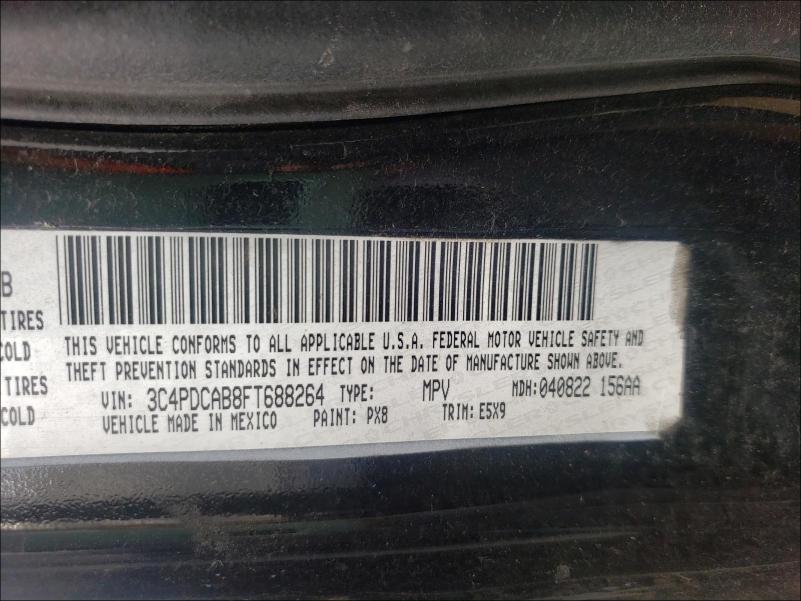 B
TIRES
COLD
TIRES
COLD
THIS VEHICLE CONFORMS TO ALL APPLICABLE U.S.A. FEDERAL MOTOR VEHICLE SAFETY AND
THEFT PREVENTION STANDARDS IN EFFECT ON THE DATE OF MANUFACTURE SHOWN ABOVE.
VIN: 3C4PDCAB8FT688264 TYPE: MPV MDH:040822 156AA
VEHICLE MADE IN MEXICO PAINT: PX8 TRIM: E5X9